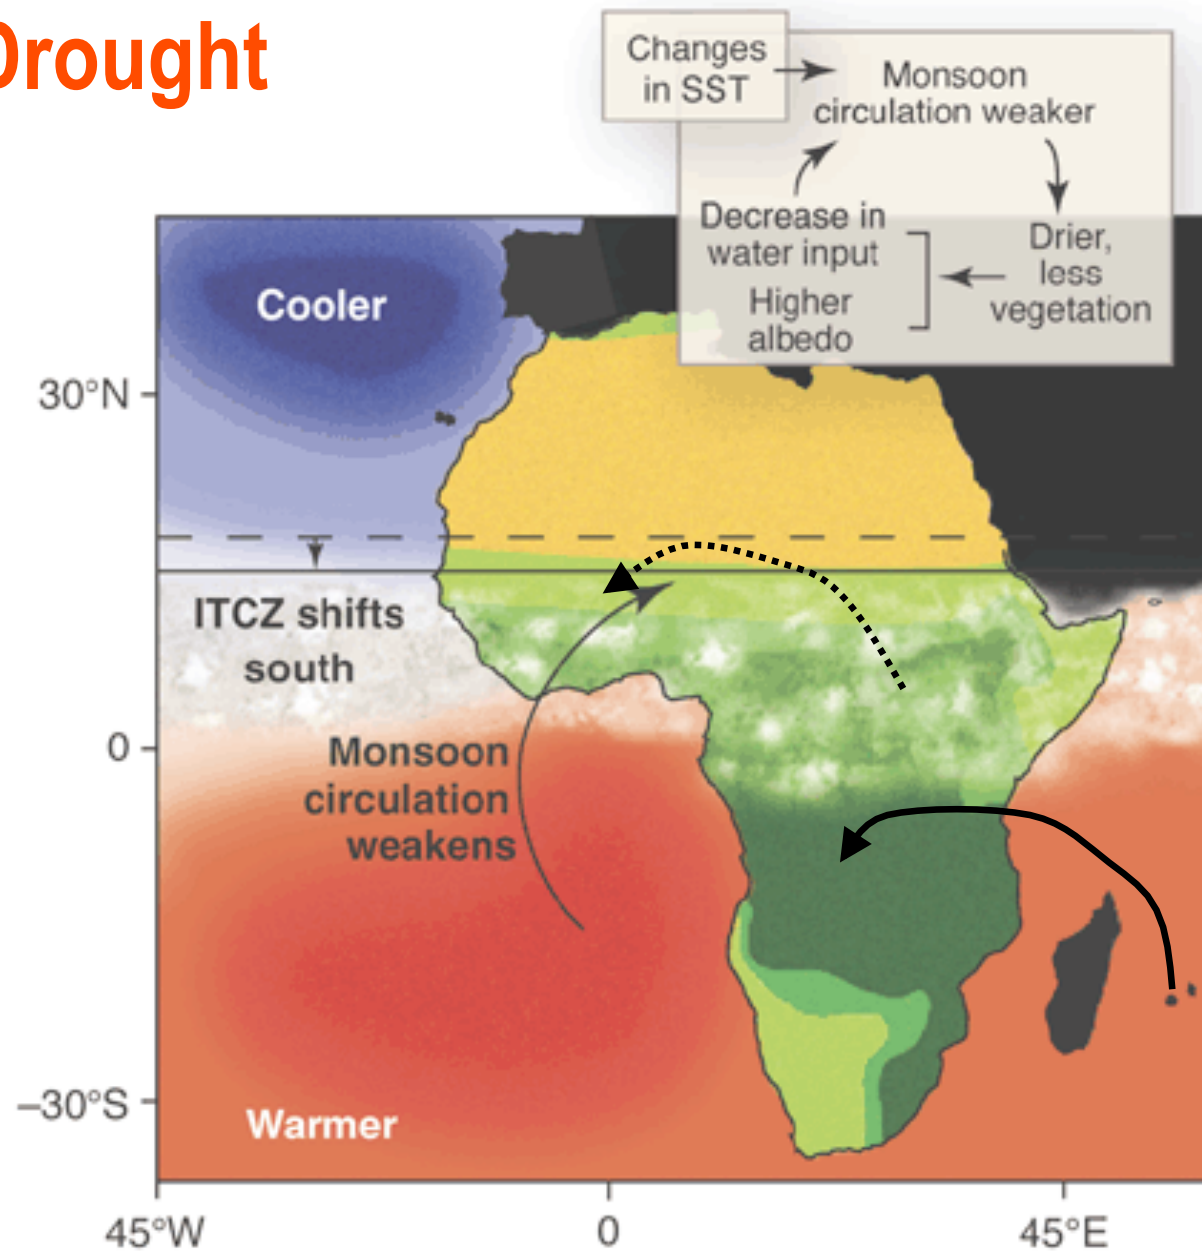 Drought
Changes
in SST
Monsoon
circulation weaker
Decrease in
water input
Higher
albedo
Drier,
less
vegetation
Cooler
30°N
ITCZ shifts
south
0
Monsoon
circulation
weakens
–30°S
Warmer
45°W
0
45°E